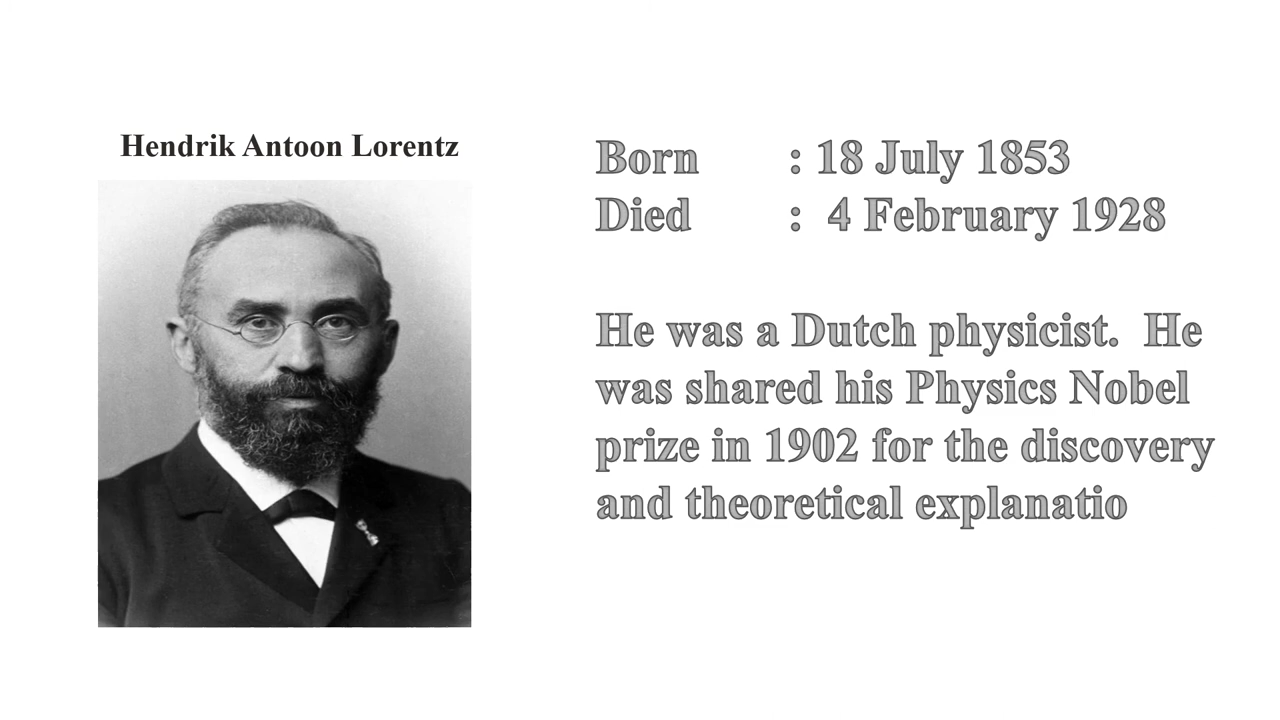 Hendrik Antoon Lorentz
Born : 18 July 1853
Died : 4 February 1928
He was a Dutch physicist. He
was shared his Physics Nobel
prize in 1902 for the discovery
and theoretical explanatio